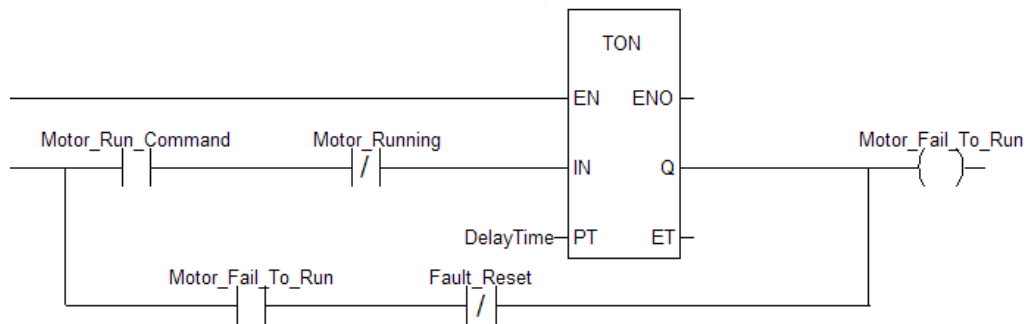 TON
EN ENO
Motor_Run_Command Motor_Running Motor_Fail_To_Run
IN Q
DelayTime PT ET
Motor_Fail_To_Run Fault_Reset